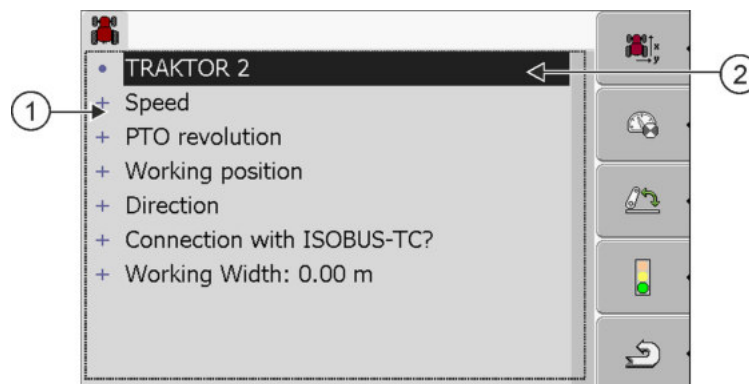 TRAKTOR 2
Speed
PTO revolution
Working position
Direction
Connection with ISOBUS-TC?
Working Width: 0.00 m
x
y
1
2